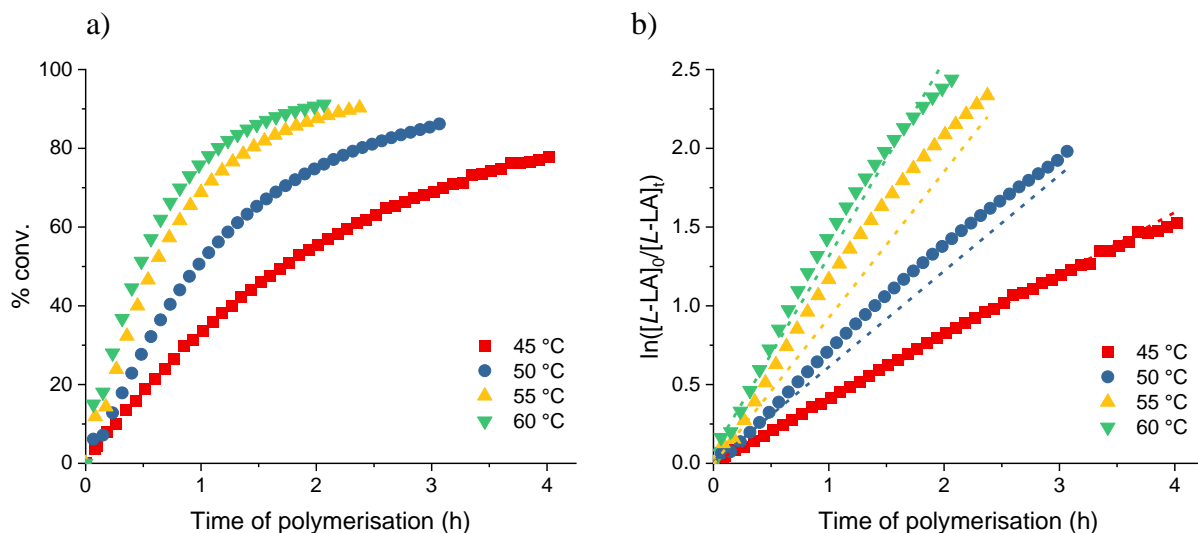 a)
% conv.
100
80
60
40
20
0
0
1
2
3
4
45 °C
50 °C
55 °C
60 °C
Time of polymerisation (h)
b)
ln([L-LA]₀/[L-LA]ₜ)
2.5
2.0
1.5
1.0
0.5
0.0
0
1
2
3
4
45 °C
50 °C
55 °C
60 °C
Time of polymerisation (h)